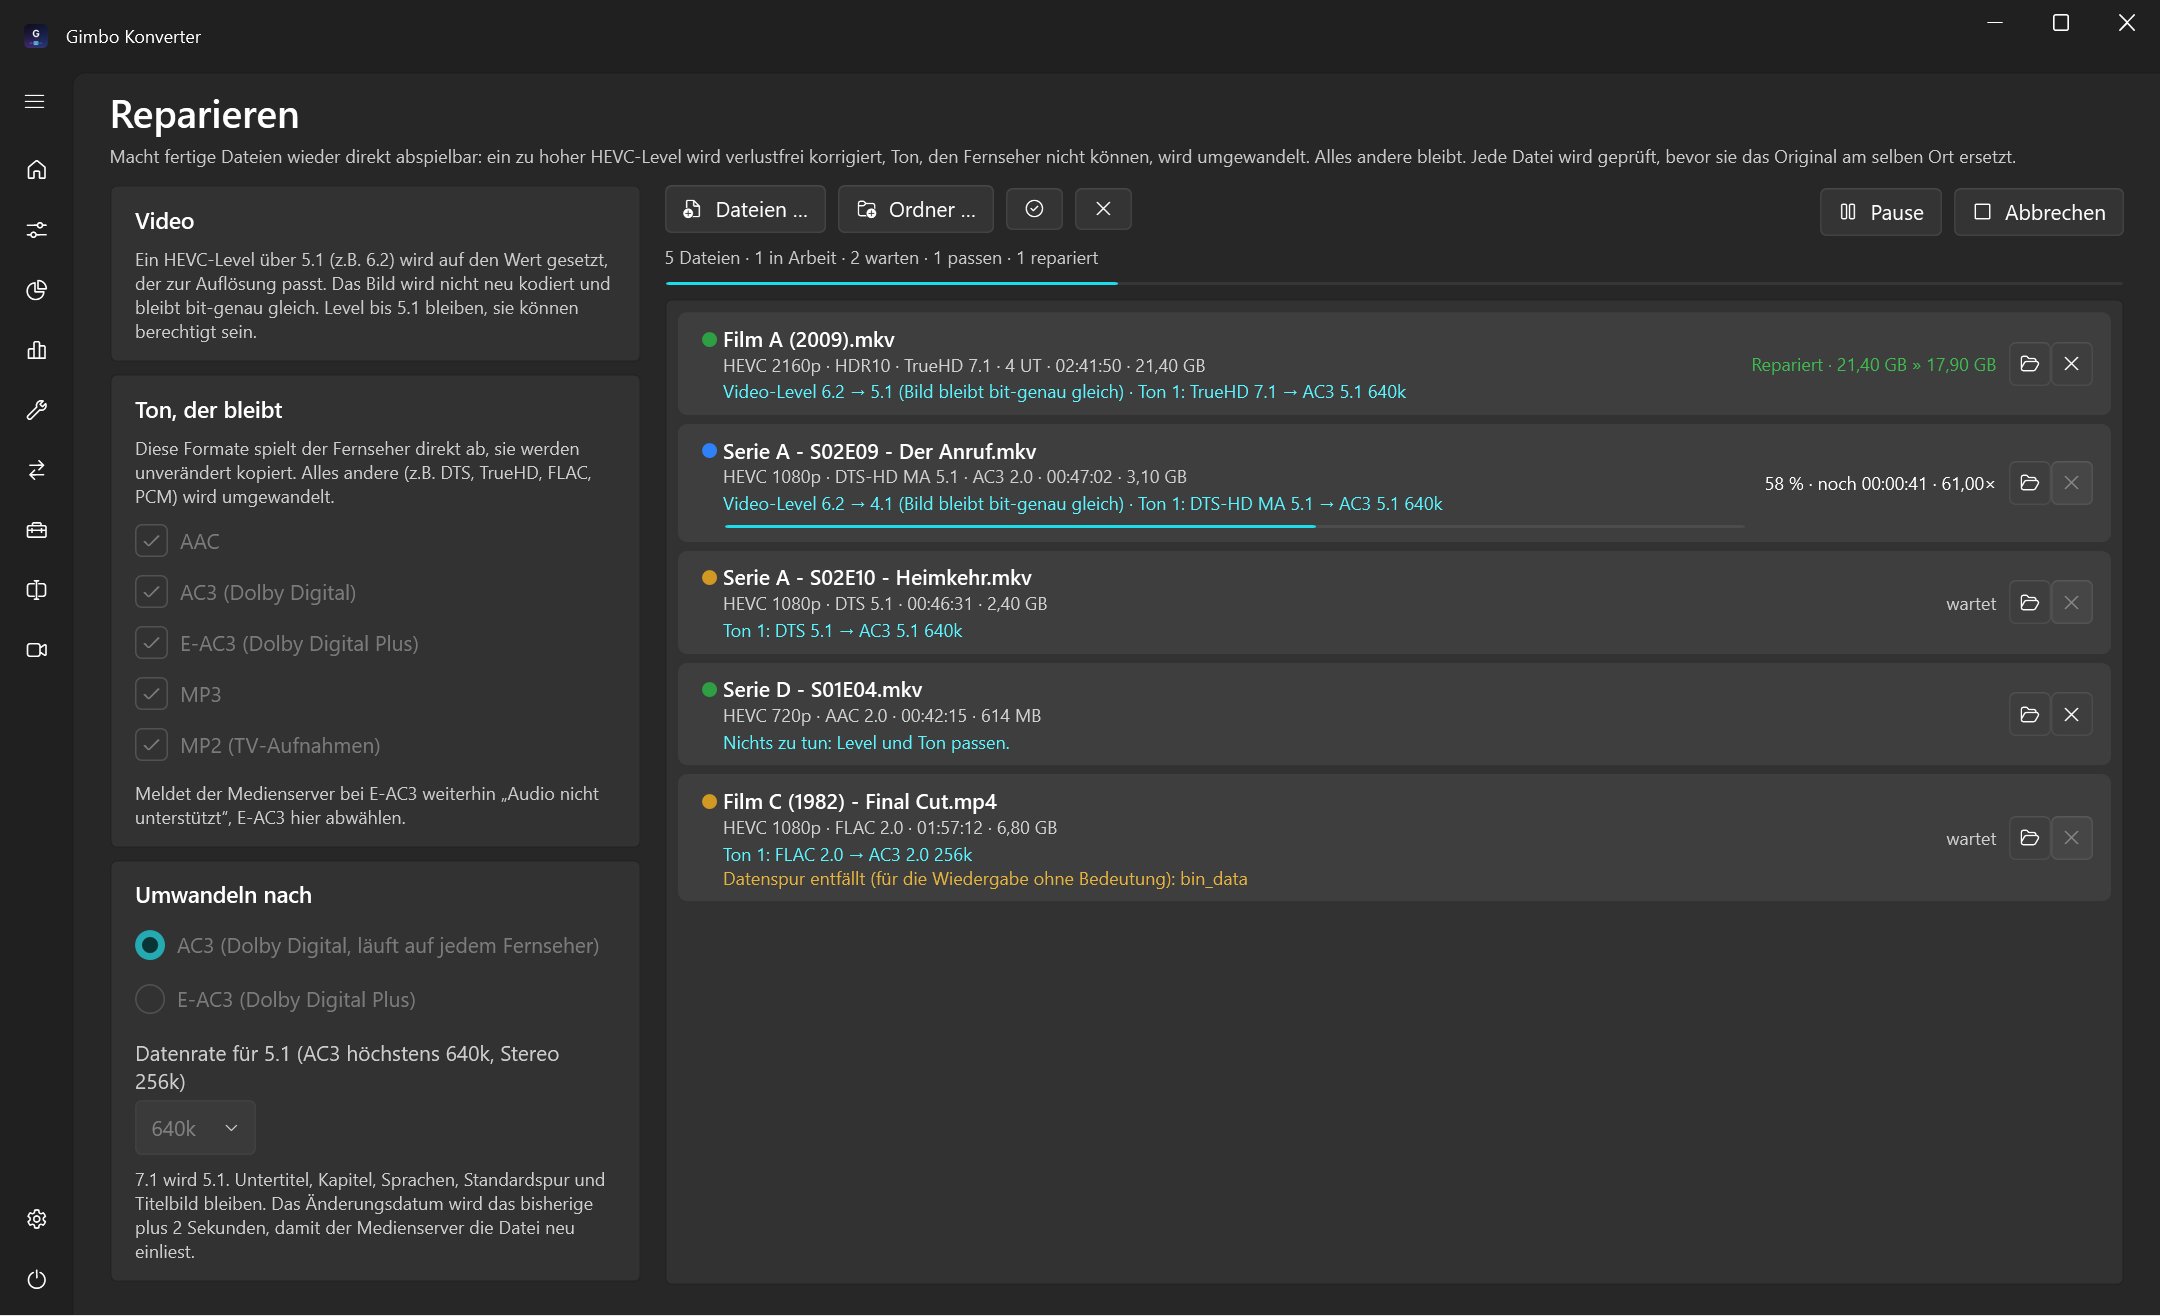 Gimbo Konverter
Reparieren
Macht fertige Dateien wieder direkt abspielbar: ein zu hoher HEVC-Level wird verlustfrei korrigiert, Ton, den Fernseher nicht können, wird umgewandelt. Alles andere bleibt. Jede Datei wird geprüft, bevor sie das Original am selben Ort ersetzt.
Video
Ein HEVC-Level über 5.1 (z.B. 6.2) wird auf den Wert gesetzt,
der zur Auflösung passt. Das Bild wird nicht neu kodiert und
bleibt bit-genau gleich. Level bis 5.1 bleiben, sie können
berechtigt sein.
Ton, der bleibt
Diese Formate spielt der Fernseher direkt ab, sie werden
unverändert kopiert. Alles andere (z.B. DTS, TrueHD, FLAC,
PCM) wird umgewandelt.
AAC
AC3 (Dolby Digital)
E-AC3 (Dolby Digital Plus)
MP3
MP2 (TV-Aufnahmen)
Meldet der Medienserver bei E-AC3 weiterhin „Audio nicht
unterstützt“, E-AC3 hier abwählen.
Umwandeln nach
AC3 (Dolby Digital, läuft auf jedem Fernseher)
E-AC3 (Dolby Digital Plus)
Datenrate für 5.1 (AC3 höchstens 640k, Stereo
256k)
640k
7.1 wird 5.1. Untertitel, Kapitel, Sprachen, Standardspur und
Titelbild bleiben. Das Änderungsdatum wird das bisherige
plus 2 Sekunden, damit der Medienserver die Datei neu
einliest.
Dateien ...
Ordner ...
Pause
Abbrechen
5 Dateien · 1 in Arbeit · 2 warten · 1 passen · 1 repariert
Film A (2009).mkv
HEVC 2160p · HDR10 · TrueHD 7.1 · 4 UT · 02:41:50 · 21,40 GB
Video-Level 6.2 → 5.1 (Bild bleibt bit-genau gleich) · Ton 1: TrueHD 7.1 → AC3 5.1 640k
Repariert · 21,40 GB » 17,90 GB
Serie A - S02E09 - Der Anruf.mkv
HEVC 1080p · DTS-HD MA 5.1 · AC3 2.0 · 00:47:02 · 3,10 GB
Video-Level 6.2 → 4.1 (Bild bleibt bit-genau gleich) · Ton 1: DTS-HD MA 5.1 → AC3 5.1 640k
58 % · noch 00:00:41 · 61,00×
Serie A - S02E10 - Heimkehr.mkv
HEVC 1080p · DTS 5.1 · 00:46:31 · 2,40 GB
Ton 1: DTS 5.1 → AC3 5.1 640k
wartet
Serie D - S01E04.mkv
HEVC 720p · AAC 2.0 · 00:42:15 · 614 MB
Nichts zu tun: Level und Ton passen.
Film C (1982) - Final Cut.mp4
HEVC 1080p · FLAC 2.0 · 01:57:12 · 6,80 GB
Ton 1: FLAC 2.0 → AC3 2.0 256k
Datenspur entfällt (für die Wiedergabe ohne Bedeutung): bin_data
wartet